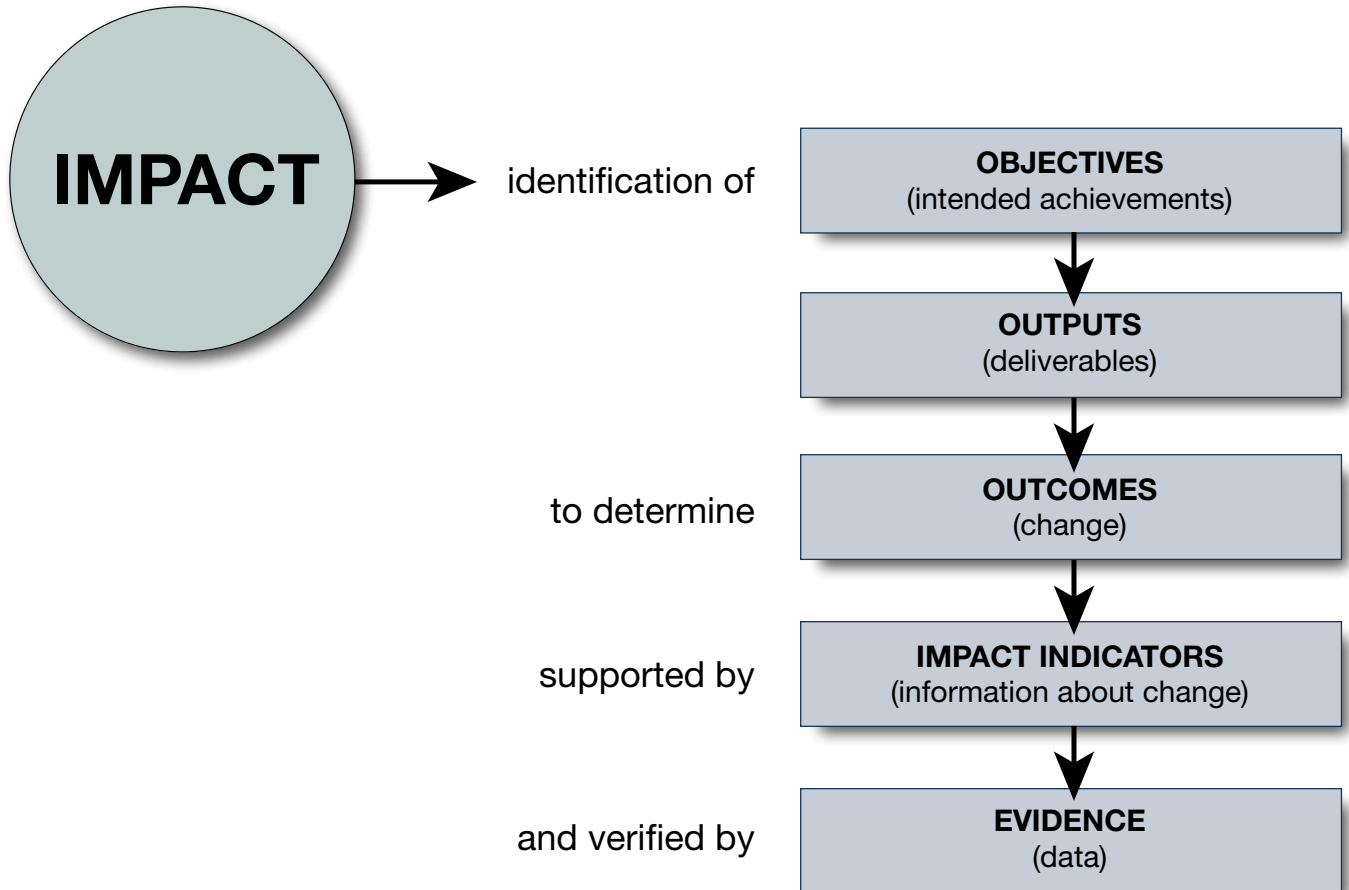 IMPACT
identification of
OBJECTIVES
(intended achievements)
OUTPUTS
(deliverables)
to determine
OUTCOMES
(change)
supported by
IMPACT INDICATORS
(information about change)
and verified by
EVIDENCE
(data)